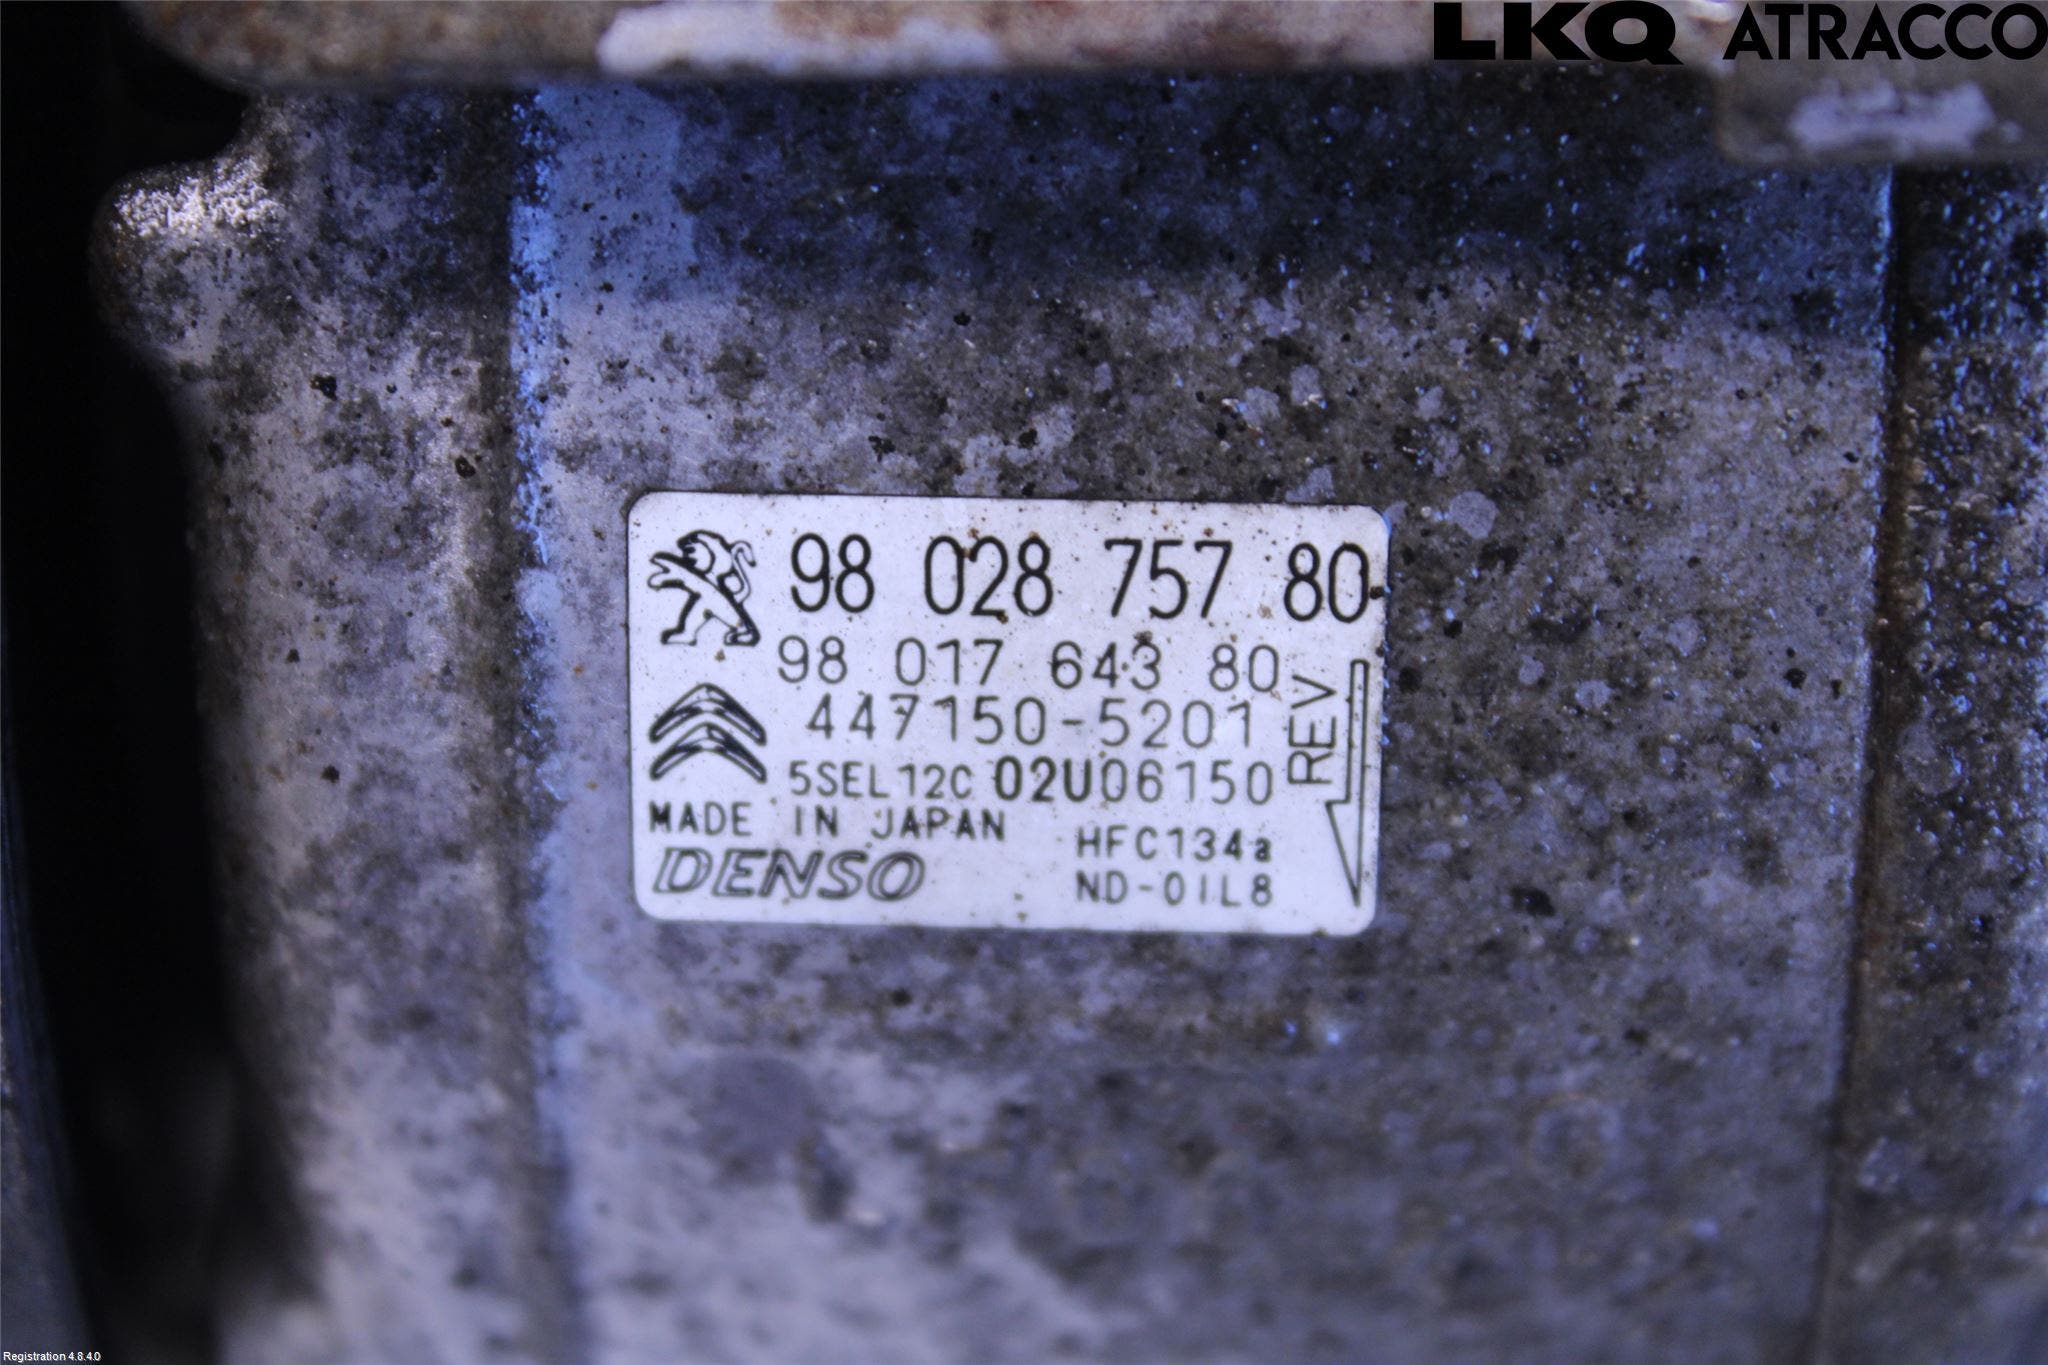 LKQ ATRACCO
98 028 757 80
98 017 643 80
447150-5201
5SEL12C 02U06150
REV
MADE IN JAPAN
HFC134a
DENSO
ND-OIL8
Registration 4.8.4.0